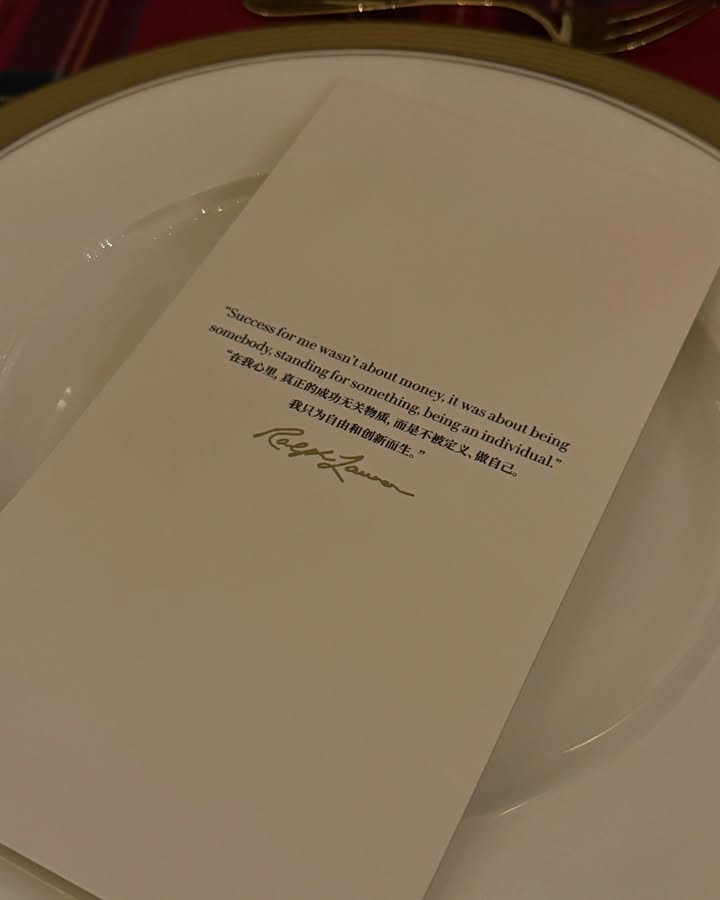 “Success for me wasn't about money, it was about being
somebody, standing for something, being an individual.”
“在我心里, 真正的成功无关物质, 而是不被定义、做自己。
我只为自由和创新而生。”
Ralph Lauren